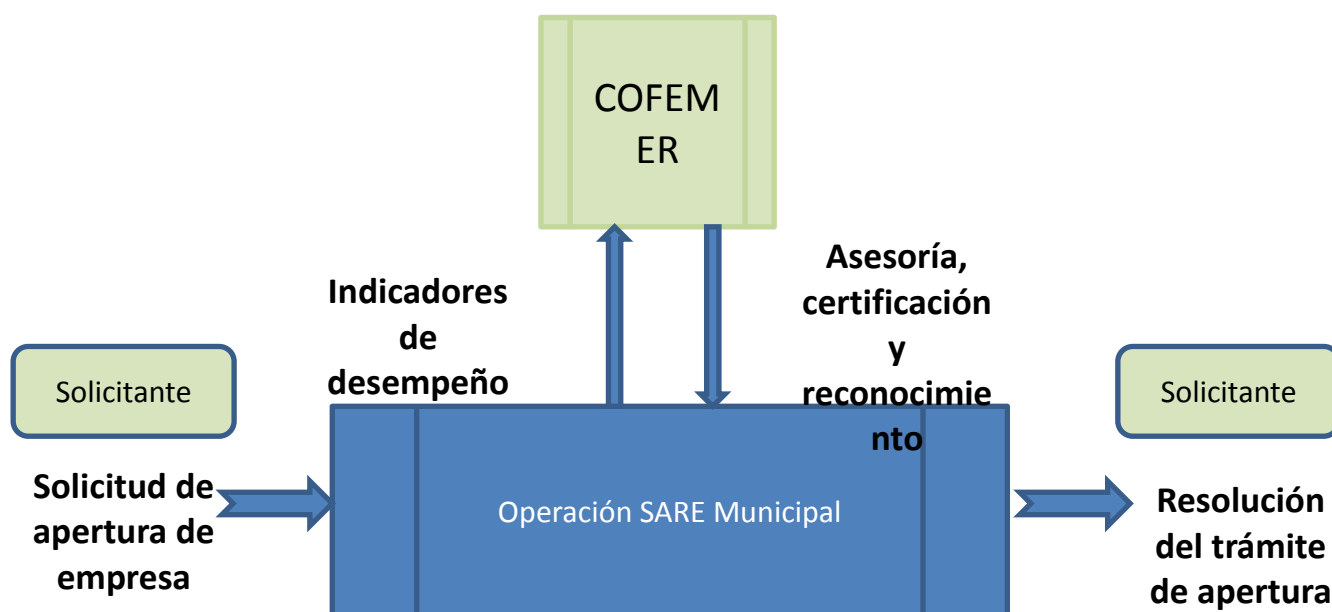 COFEM
ER
Indicadores
de
desempeño
Asesoría,
certificación
y
reconocimie
nto
Solicitante
Solicitante
Solicitud de
apertura de
empresa
Operación SARE Municipal
Resolución
del trámite
de apertura